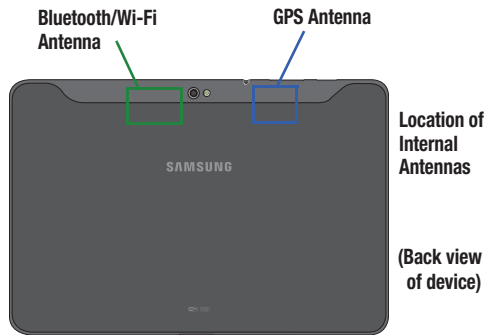 Bluetooth/Wi-Fi
Antenna
GPS Antenna
Location of
Internal
Antennas
SAMSUNG
(Back view
of device)